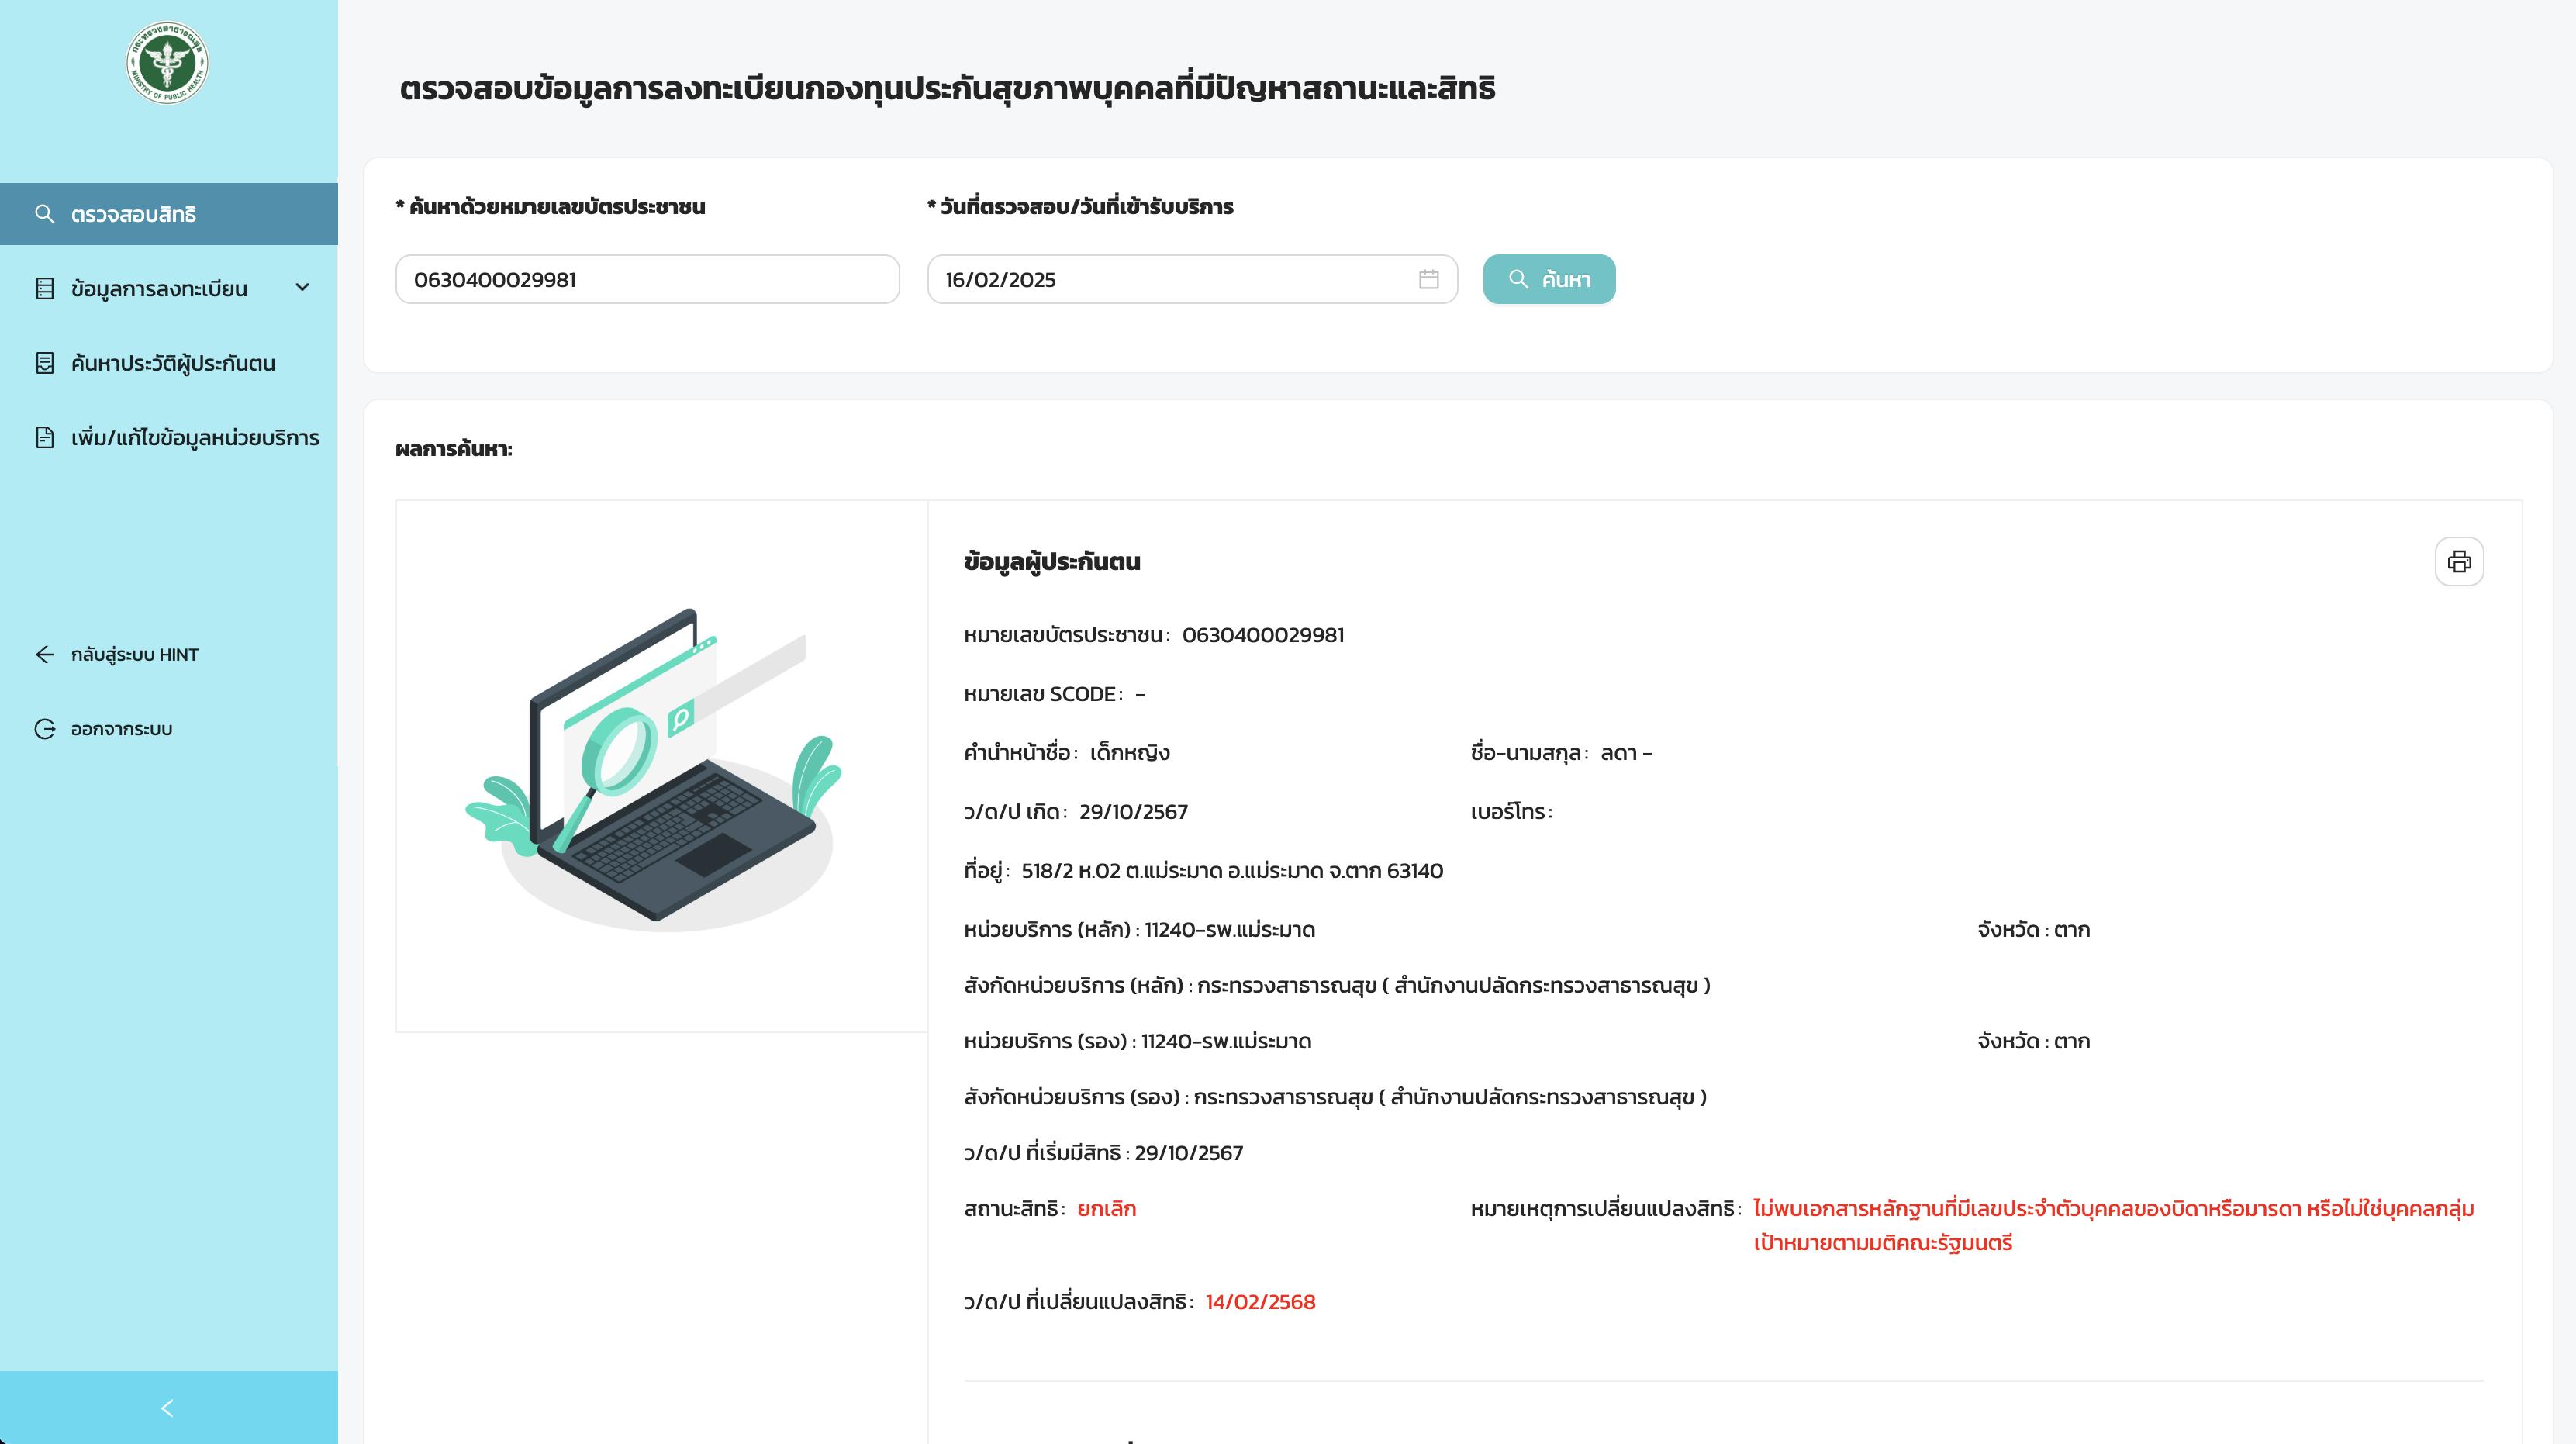 กระทรวงสาธารณสุข
MINISTRY OF PUBLIC HEALTH
ตรวจสอบสิทธิ
ข้อมูลการลงทะเบียน
ค้นหาประวัติผู้ประกันตน
เพิ่ม/แก้ไขข้อมูลหน่วยบริการ
กลับสู่ระบบ HINT
ออกจากระบบ
ตรวจสอบข้อมูลการลงทะเบียนกองทุนประกันสุขภาพบุคคลที่มีปัญหาสถานะและสิทธิ
* ค้นหาด้วยหมายเลขบัตรประชาชน
* วันที่ตรวจสอบ/วันที่เข้ารับบริการ
0630400029981
16/02/2025
ค้นหา
ผลการค้นหา:
ข้อมูลผู้ประกันตน
หมายเลขบัตรประชาชน : 0630400029981
หมายเลข SCODE : -
คำนำหน้าชื่อ : เด็กหญิง
ชื่อ-นามสกุล : ลดา -
ว/ด/ป เกิด : 29/10/2567
เบอร์โทร :
ที่อยู่ : 518/2 ห.02 ต.แม่ระมาด อ.แม่ระมาด จ.ตาก 63140
หน่วยบริการ (หลัก) : 11240-รพ.แม่ระมาด
จังหวัด : ตาก
สังกัดหน่วยบริการ (หลัก) : กระทรวงสาธารณสุข ( สำนักงานปลัดกระทรวงสาธารณสุข )
หน่วยบริการ (รอง) : 11240-รพ.แม่ระมาด
จังหวัด : ตาก
สังกัดหน่วยบริการ (รอง) : กระทรวงสาธารณสุข ( สำนักงานปลัดกระทรวงสาธารณสุข )
ว/ด/ป ที่เริ่มมีสิทธิ : 29/10/2567
สถานะสิทธิ : ยกเลิก
หมายเหตุการเปลี่ยนแปลงสิทธิ : ไม่พบเอกสารหลักฐานที่มีเลขประจำตัวบุคคลของบิดาหรือมารดา หรือไม่ใช่บุคคลกลุ่ม
เป้าหมายตามมติคณะรัฐมนตรี
ว/ด/ป ที่เปลี่ยนแปลงสิทธิ : 14/02/2568